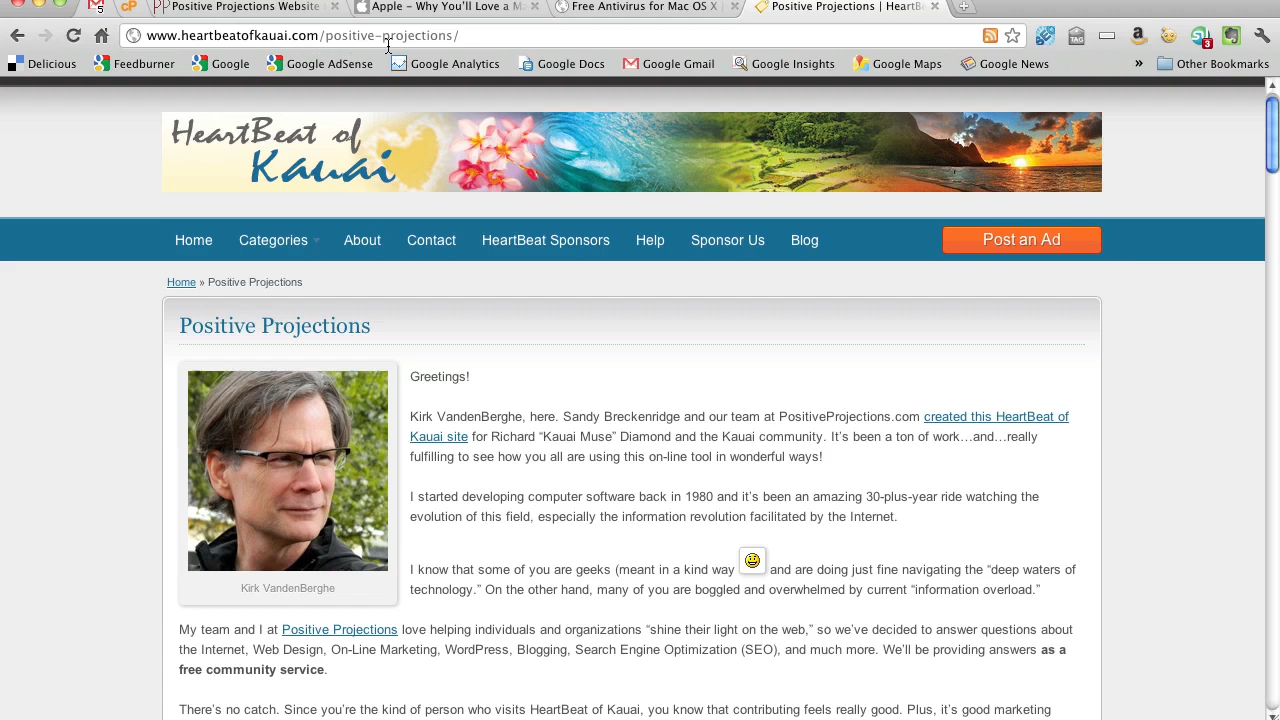 5
Positive Projections Website
Apple – Why You'll Love a M
Free Antivirus for Mac OS X
Positive Projections | HeartB
www.heartbeatofkauai.com/positive-projections/
TAG
3
Delicious
Feedburner
Google
Google AdSense
Google Analytics
Google Docs
Google Gmail
Google Insights
Google Maps
Google News
»
Other Bookmarks
HeartBeat of
Kauai
Home
Categories
About
Contact
HeartBeat Sponsors
Help
Sponsor Us
Blog
Post an Ad
Home » Positive Projections
Positive Projections
Greetings!
Kirk VandenBerghe, here. Sandy Breckenridge and our team at PositiveProjections.com created this HeartBeat of
Kauai site for Richard “Kauai Muse” Diamond and the Kauai community. It’s been a ton of work…and…really
fulfilling to see how you all are using this on-line tool in wonderful ways!
I started developing computer software back in 1980 and it’s been an amazing 30-plus-year ride watching the
evolution of this field, especially the information revolution facilitated by the Internet.
I know that some of you are geeks (meant in a kind way and are doing just fine navigating the “deep waters of
technology.” On the other hand, many of you are boggled and overwhelmed by current “information overload.”
Kirk VandenBerghe
My team and I at Positive Projections love helping individuals and organizations “shine their light on the web,” so we’ve decided to answer questions about
the Internet, Web Design, On-Line Marketing, WordPress, Blogging, Search Engine Optimization (SEO), and much more. We’ll be providing answers as a
free community service.
There’s no catch. Since you’re the kind of person who visits HeartBeat of Kauai, you know that contributing feels really good. Plus, it’s good marketing